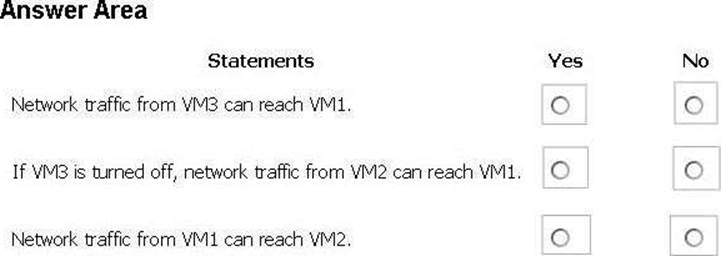 Answer Area
Statements Yes No
Network traffic from VM3 can reach VM1.
If VM3 is turned off, network traffic from VM2 can reach VM1.
Network traffic from VM1 can reach VM2.